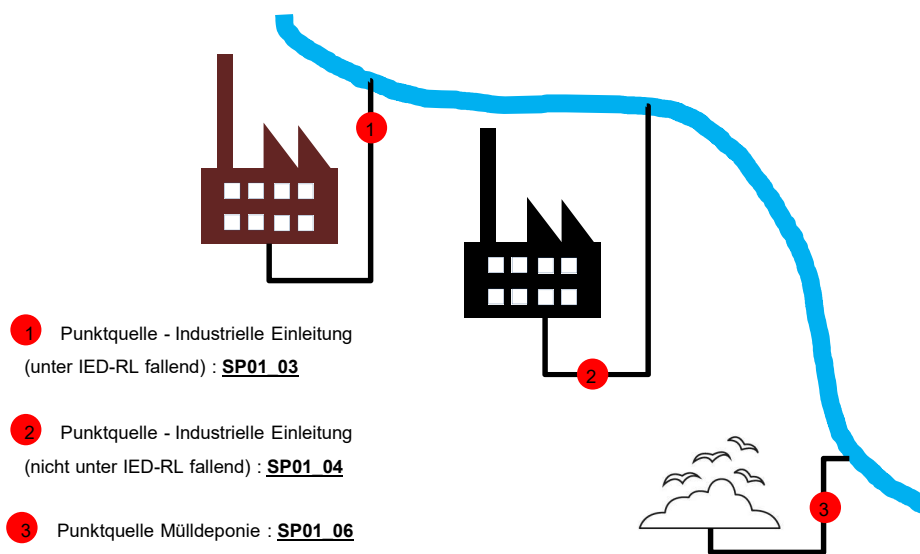 1
2
1 Punktquelle - Industrielle Einleitung
(unter IED-RL fallend) : SP01_03
2 Punktquelle - Industrielle Einleitung
(nicht unter IED-RL fallend) : SP01_04
3
3 Punktquelle Mülldeponie : SP01_06